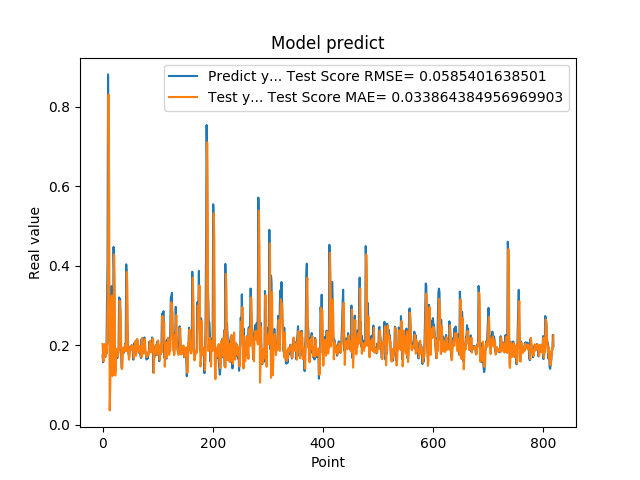 Model predict
Predict y... Test Score RMSE= 0.0585401638501
Test y... Test Score MAE= 0.033864384956969903
Real value
0.8
0.6
0.4
0.2
0.0
0
200
400
600
800
Point